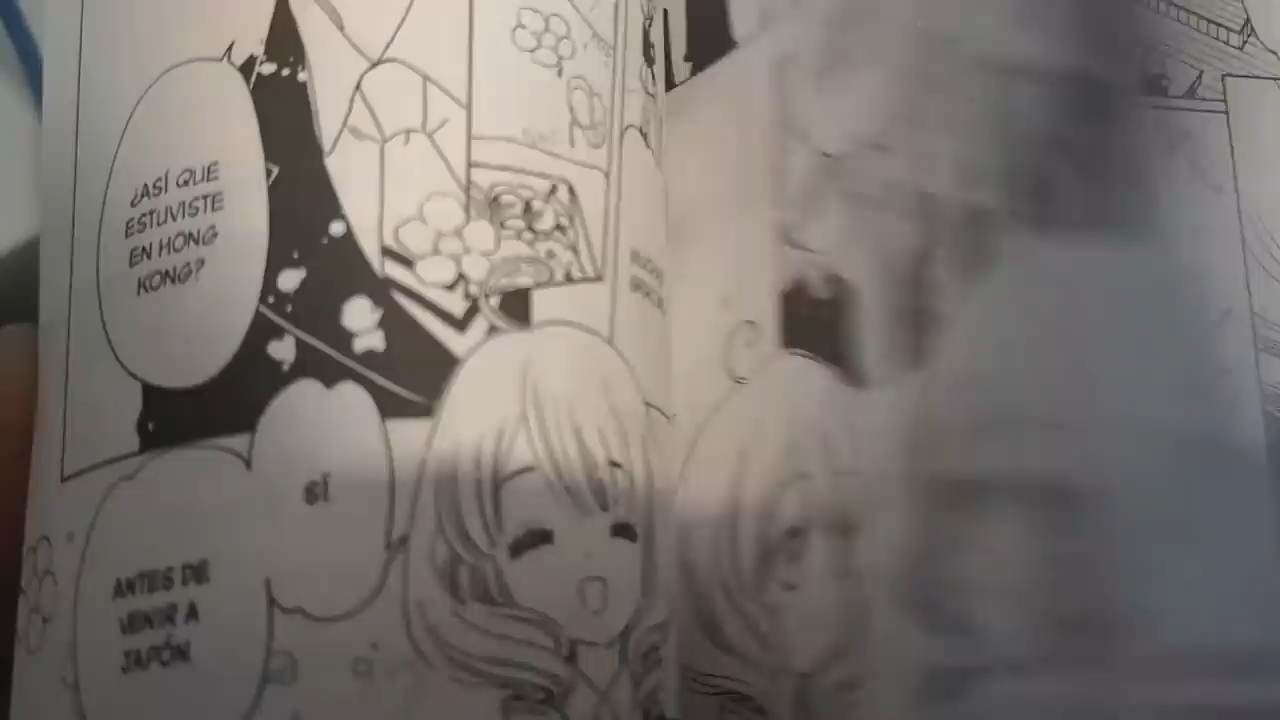 ¿ASÍ QUE
ESTUVISTE
EN HONG
KONG?
SÍ
ANTES DE
VENIR A
JAPÓN.